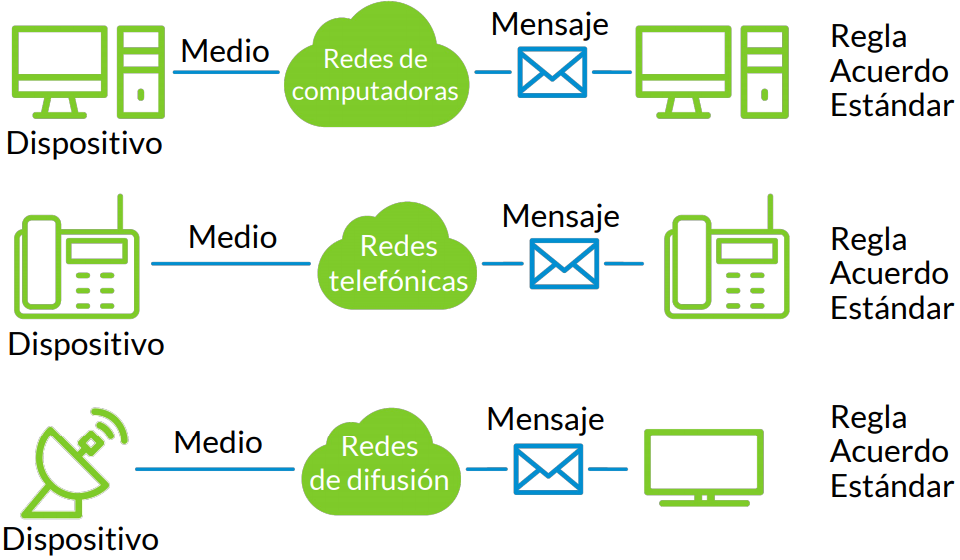 Medio
Redes de
computadoras
Mensaje
Regla
Acuerdo
Estándar
Dispositivo
Medio
Redes
telefónicas
Mensaje
Regla
Acuerdo
Estándar
Dispositivo
Medio
Redes
de difusión
Mensaje
Regla
Acuerdo
Estándar
Dispositivo